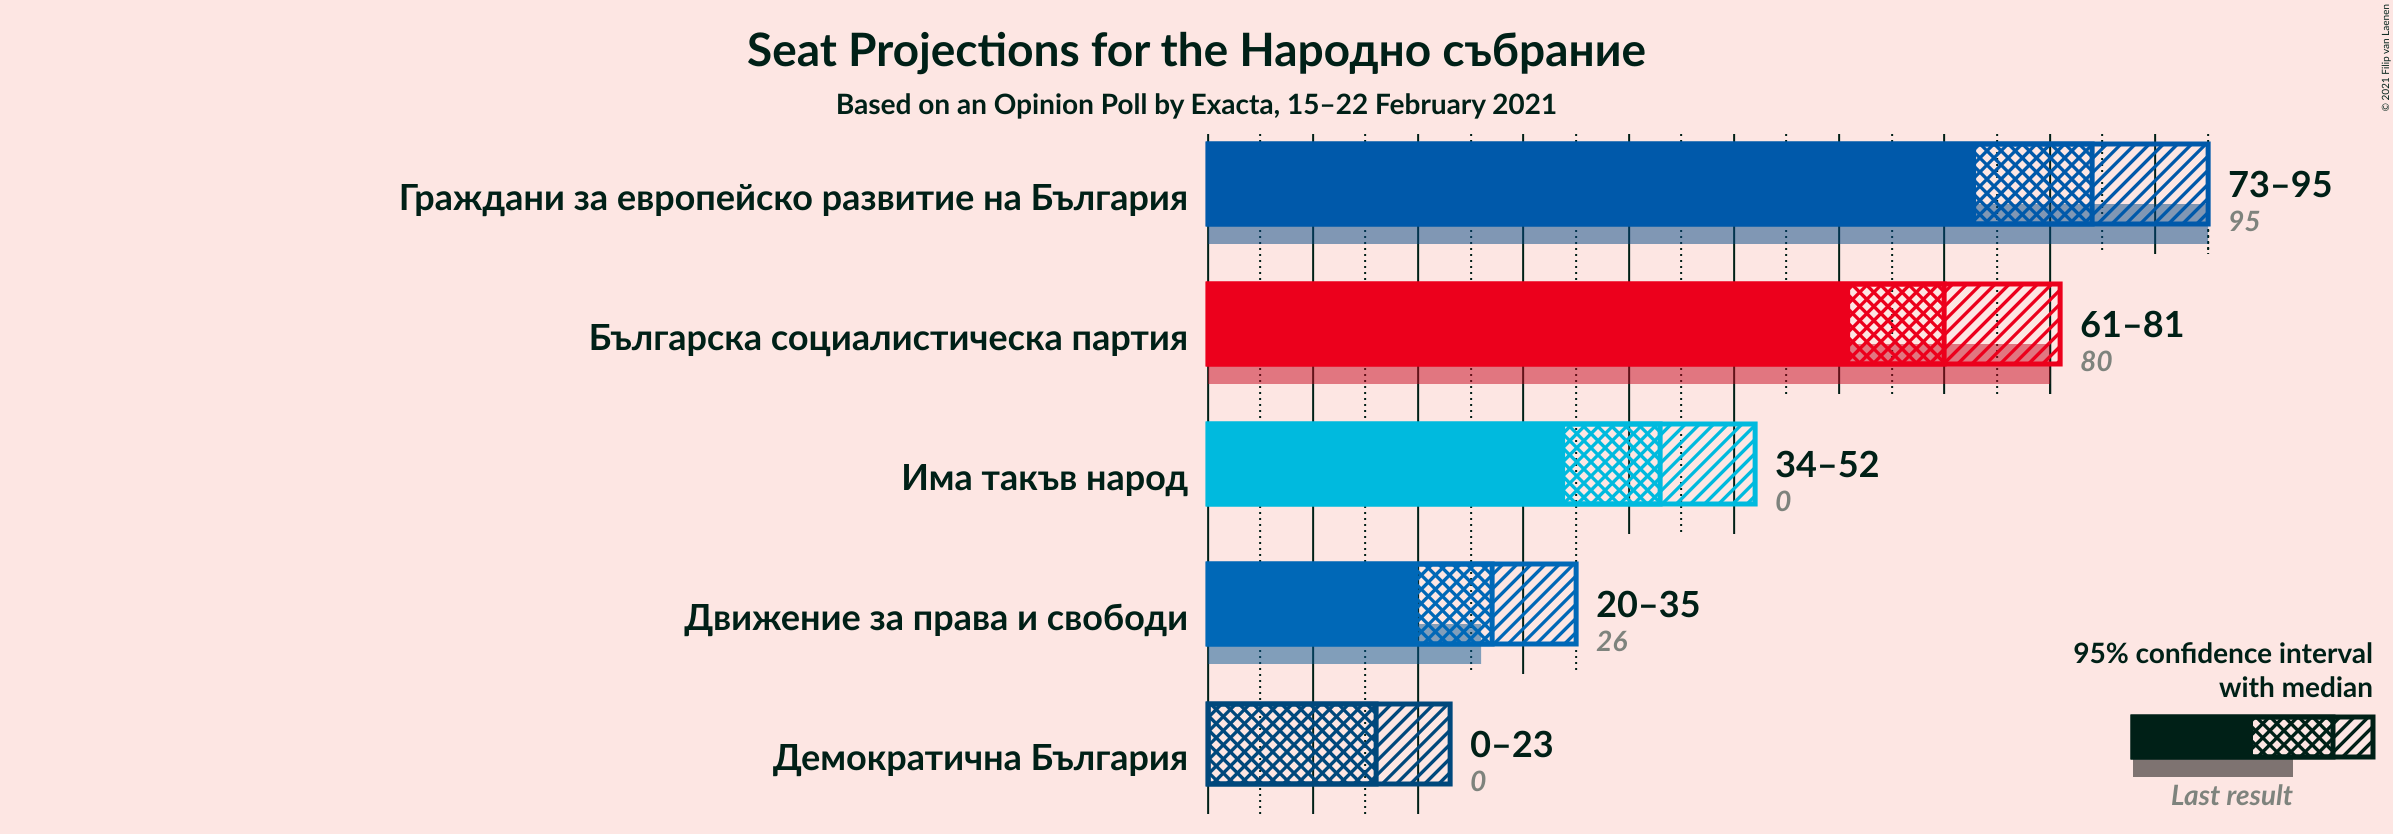 Seat Projections for the Народно събрание
Based on an Opinion Poll by Exacta, 15–22 February 2021
© 2021 Filip van Laenen
Граждани за европейско развитие на България
73–95
95
Българска социалистическа партия
61–81
80
Има такъв народ
34–52
0
Движение за права и свободи
20–35
26
Демократична България
0–23
0
95% confidence interval
with median
Last result